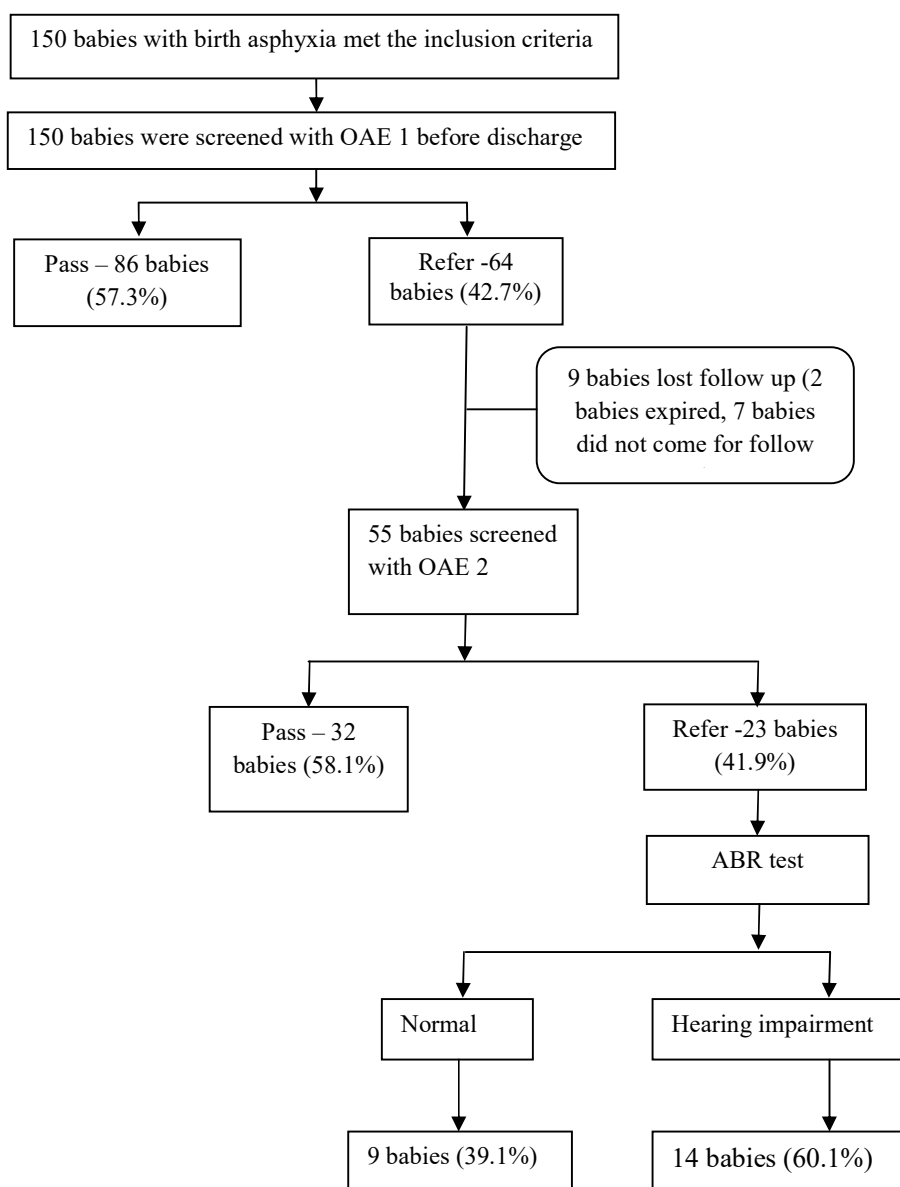 150 babies with birth asphyxia met the inclusion criteria
150 babies were screened with OAE 1 before discharge
Pass – 86 babies
(57.3%)
Refer -64
babies (42.7%)
9 babies lost follow up (2
babies expired, 7 babies
did not come for follow
55 babies screened
with OAE 2
Pass – 32
babies (58.1%)
Refer -23 babies
(41.9%)
ABR test
Normal
Hearing impairment
9 babies (39.1%)
14 babies (60.1%)